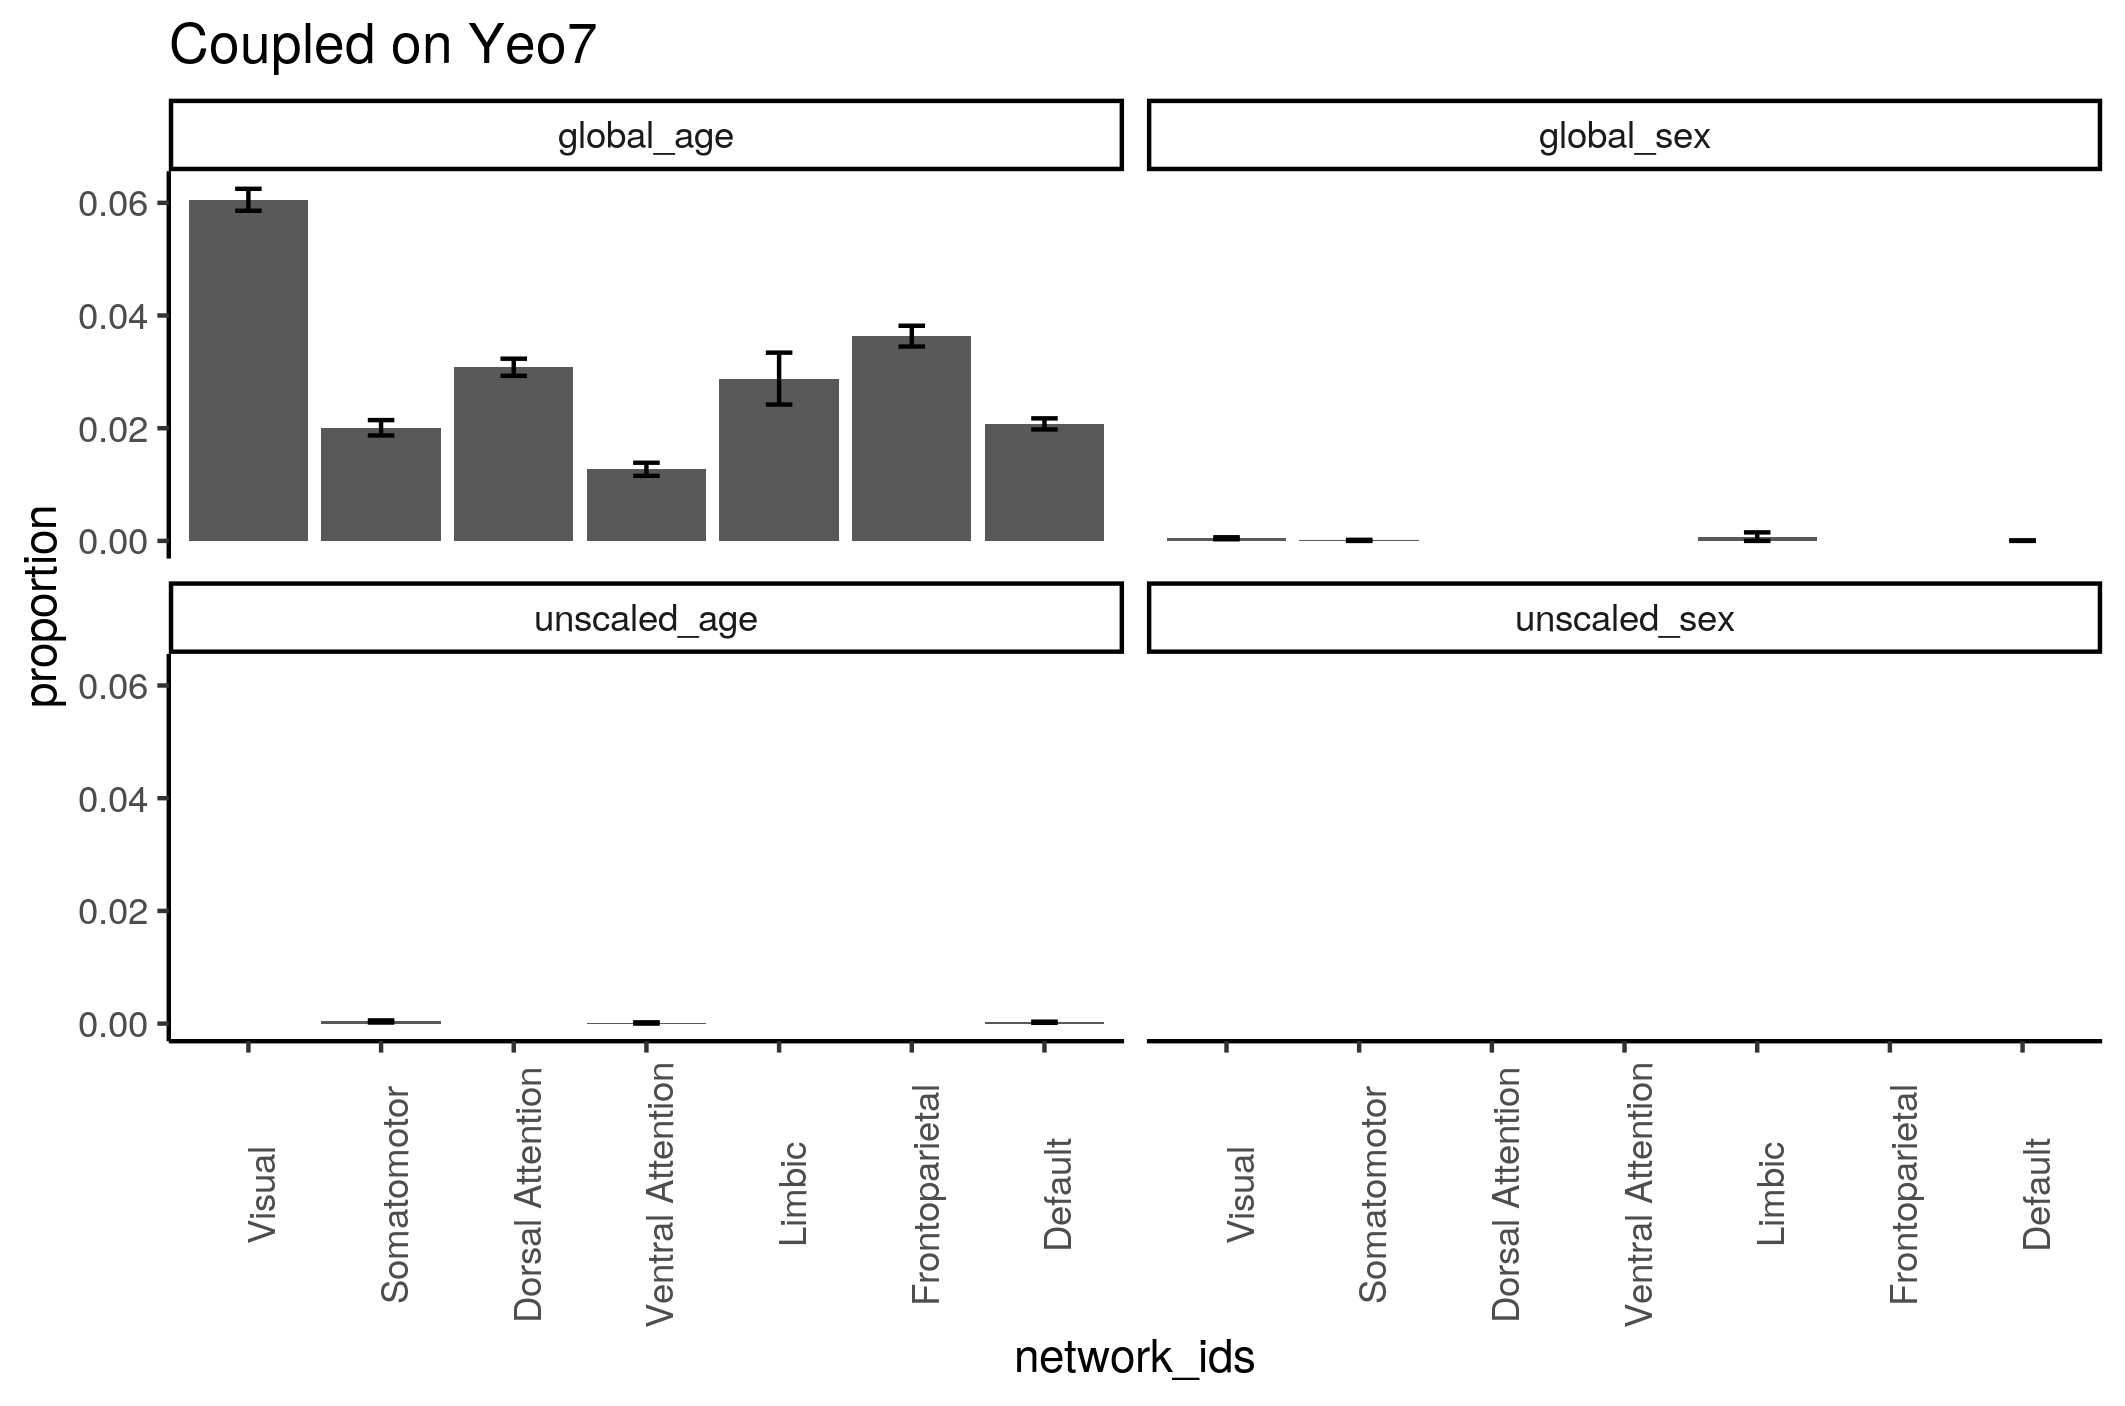 Coupled on Yeo7
global_age
global_sex
0.06
0.04
0.02
0.00
unscaled_age
unscaled_sex
0.06
0.04
0.02
0.00
proportion
Visual
Somatomotor
Dorsal Attention
Ventral Attention
Limbic
Frontoparietal
Default
Visual
Somatomotor
Dorsal Attention
Ventral Attention
Limbic
Frontoparietal
Default
network_ids